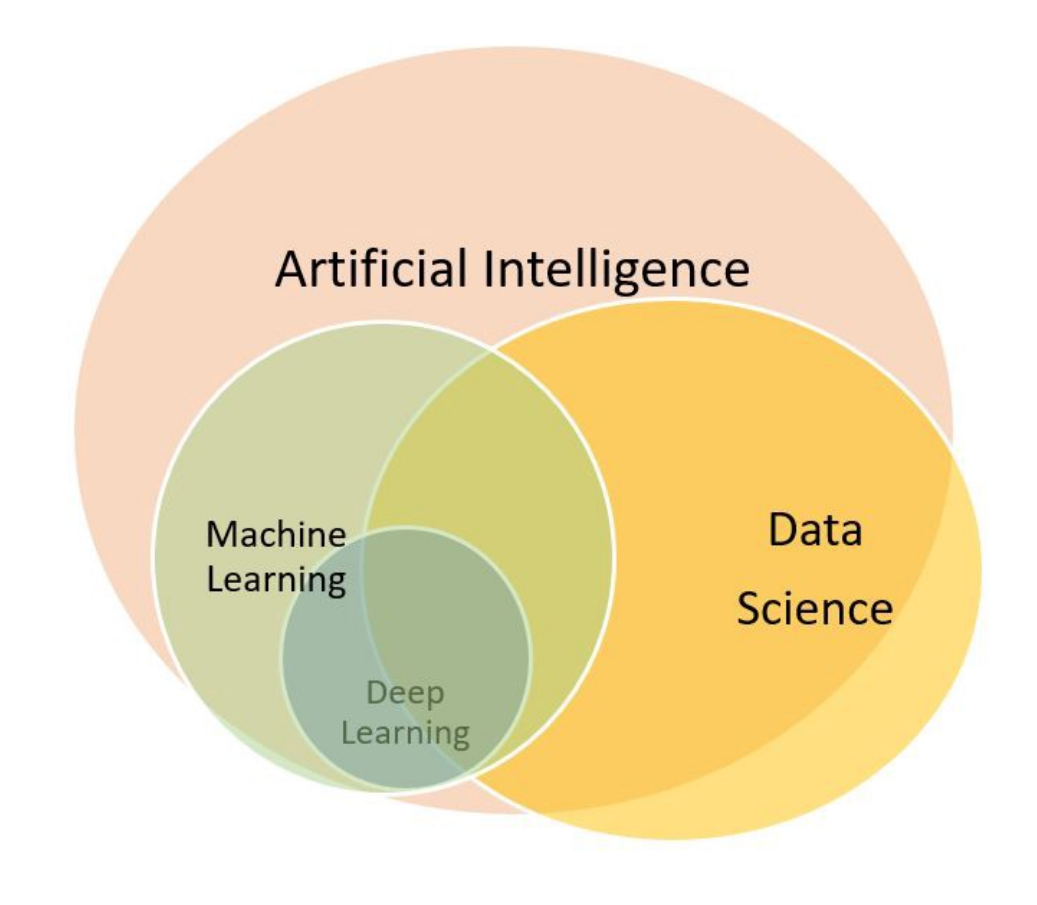 Artificial Intelligence
Machine
Learning
Data
Science
Deep
Learning